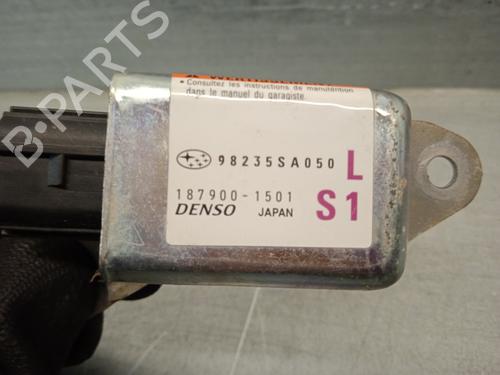 • Consultez les instructions de manutention
dans le manuel du garagiste.
98235SA050 L
187900-1501 S1
DENSO JAPAN
B-PARTS